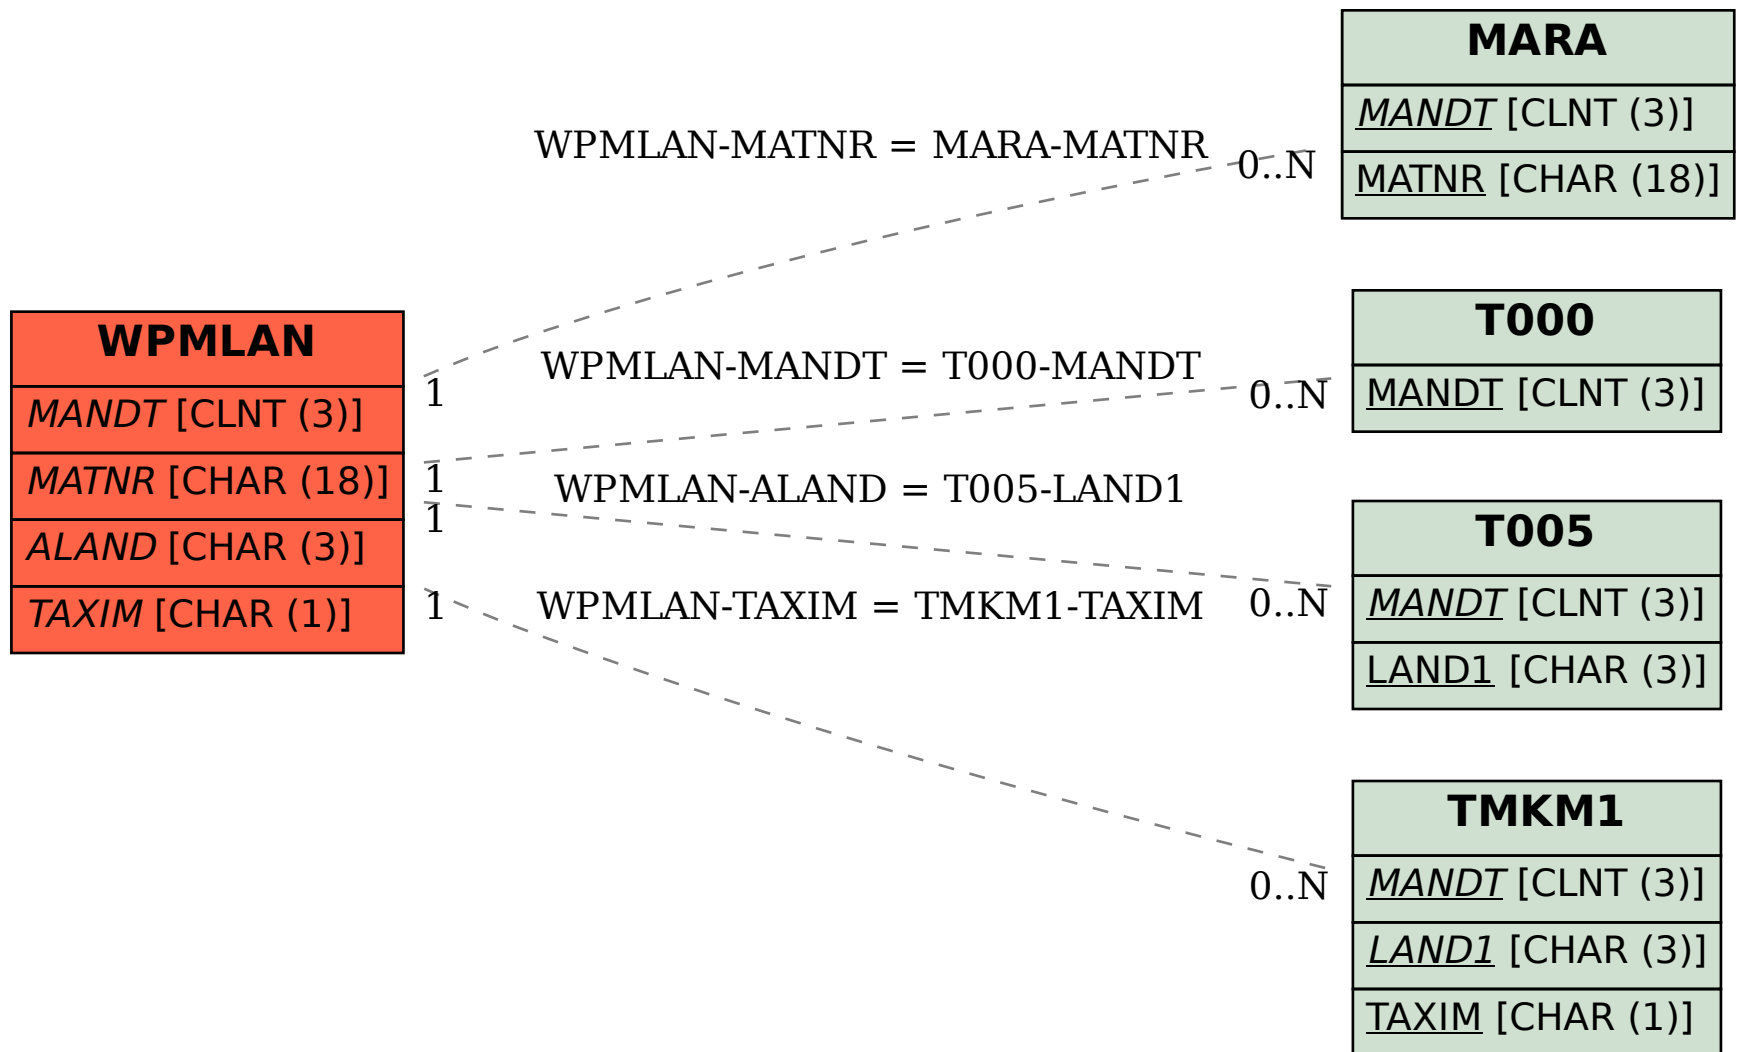 WPMLAN
MANDT [CLNT (3)]
MATNR [CHAR (18)]
ALAND [CHAR (3)]
TAXIM [CHAR (1)]
WPMLAN-MATNR = MARA-MATNR
1
0..N
WPMLAN-MANDT = T000-MANDT
1
0..N
WPMLAN-ALAND = T005-LAND1
1
0..N
WPMLAN-TAXIM = TMKM1-TAXIM
1
0..N
MARA
MANDT [CLNT (3)]
MATNR [CHAR (18)]
T000
MANDT [CLNT (3)]
T005
MANDT [CLNT (3)]
LAND1 [CHAR (3)]
TMKM1
MANDT [CLNT (3)]
LAND1 [CHAR (3)]
TAXIM [CHAR (1)]